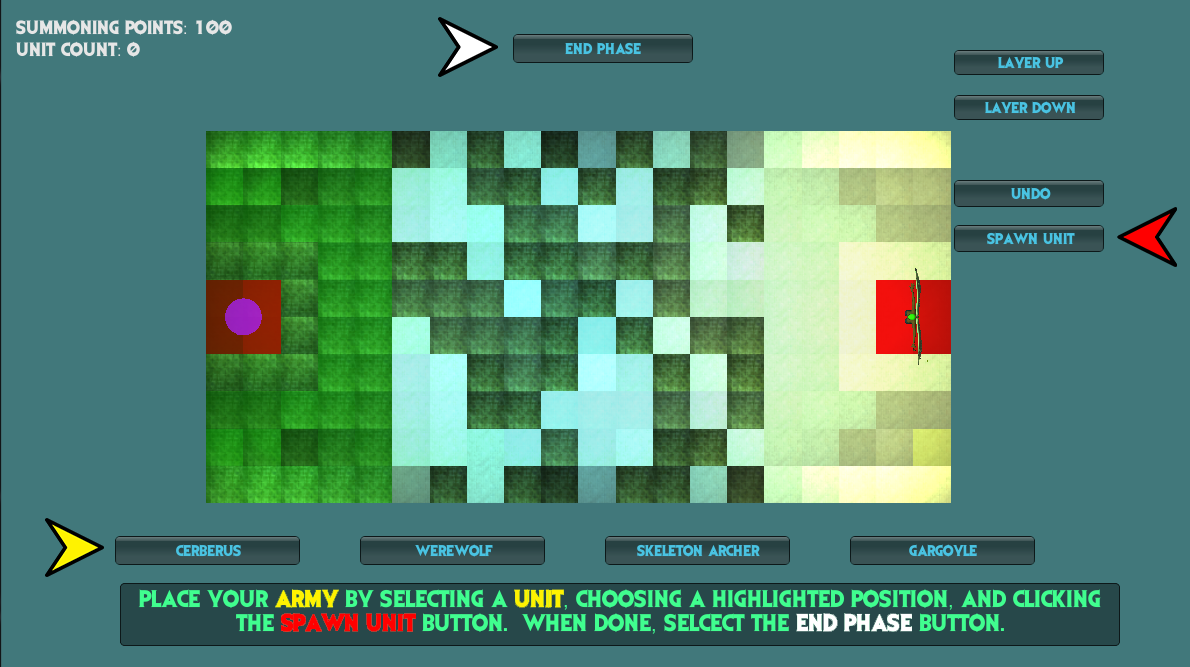 SUMMONING POINTS: 100
UNIT COUNT: 0
END PHASE
LAYER UP
LAYER DOWN
UNDO
SPAWN UNIT
CERBERUS
WEREWOLF
SKELETON ARCHER
GARGOYLE
PLACE YOUR ARMY BY SELECTING A UNIT, CHOOSING A HIGHLIGHTED POSITION, AND CLICKING
THE SPAWN UNIT BUTTON. WHEN DONE, SELCECT THE END PHASE BUTTON.